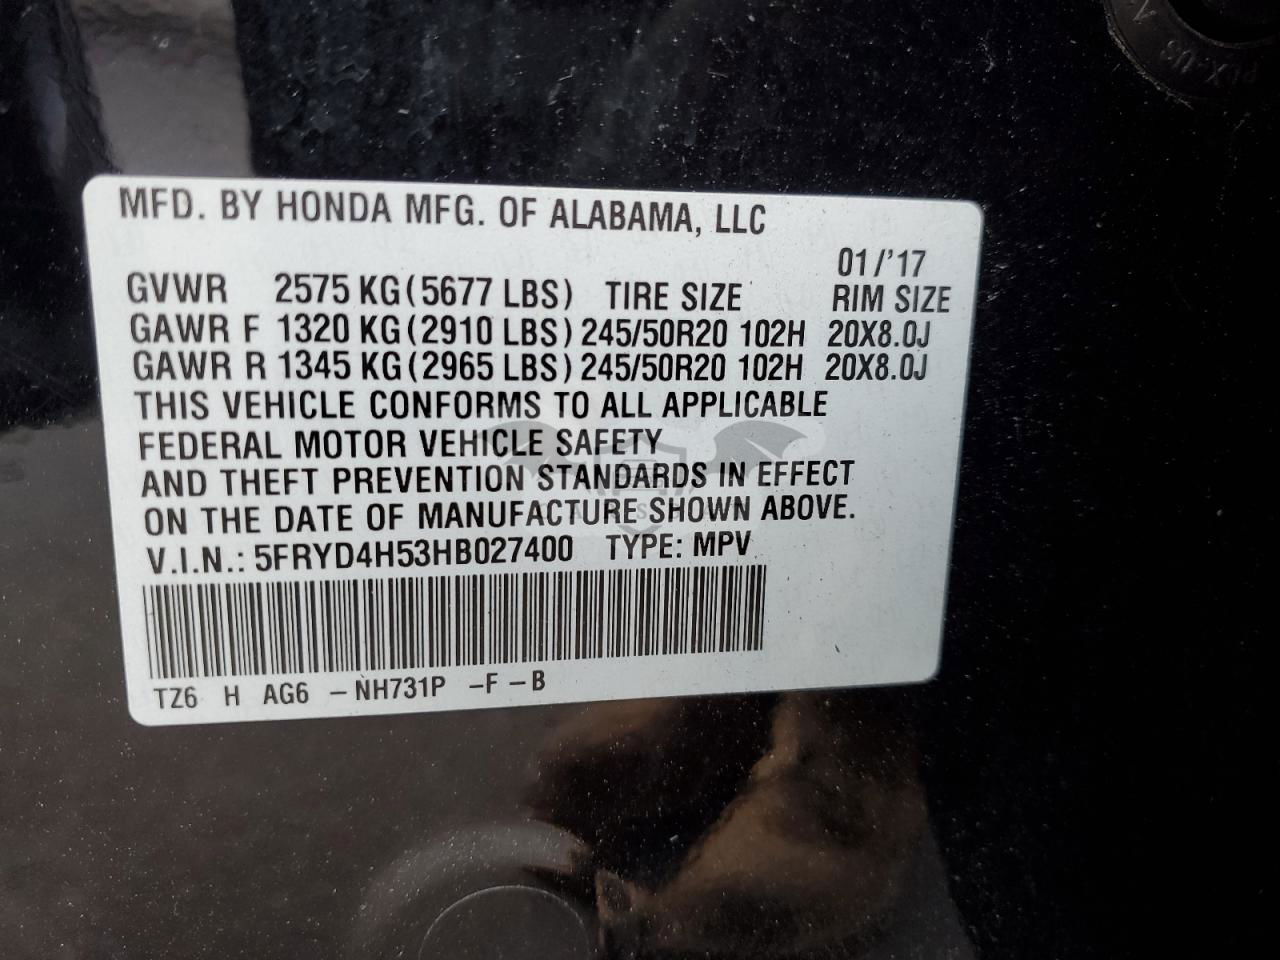 MFD. BY HONDA MFG. OF ALABAMA, LLC
01/'17
GVWR 2575 KG (5677 LBS) TIRE SIZE RIM SIZE
GAWR F 1320 KG (2910 LBS) 245/50R20 102H 20X8.0J
GAWR R 1345 KG (2965 LBS) 245/50R20 102H 20X8.0J
THIS VEHICLE CONFORMS TO ALL APPLICABLE
FEDERAL MOTOR VEHICLE SAFETY
AND THEFT PREVENTION STANDARDS IN EFFECT
ON THE DATE OF MANUFACTURE SHOWN ABOVE.
V.I.N.: 5FRYD4H53HB027400 TYPE: MPV
TZ6 H AG6 -NH731P -F-B